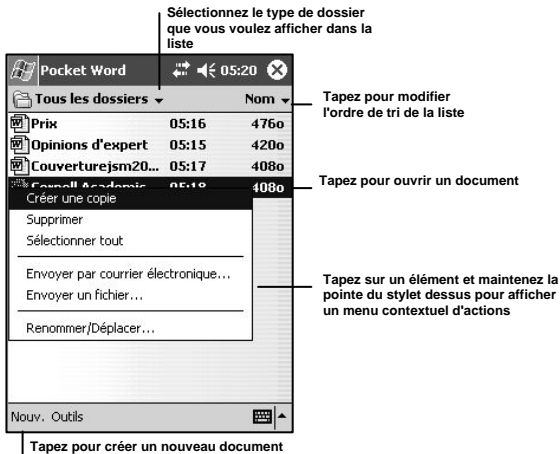 Sélectionnez le type de dossier
que vous voulez afficher dans la
liste
Pocket Word 05:20
Tous les dossiers Nom
Prix 05:16 476o
Opinions d'expert 05:15 420o
Couverturejsm20... 05:17 408o
Cornell Academic 05:18 408o
Créer une copie
Supprimer
Sélectionner tout
Envoyer par courrier électronique...
Envoyer un fichier...
Renommer/Déplacer...
Nouv. Outils
Tapez pour modifier
l'ordre de tri de la liste
Tapez pour ouvrir un document
Tapez sur un élément et maintenez la
pointe du stylet dessus pour afficher
un menu contextuel d'actions
Tapez pour créer un nouveau document